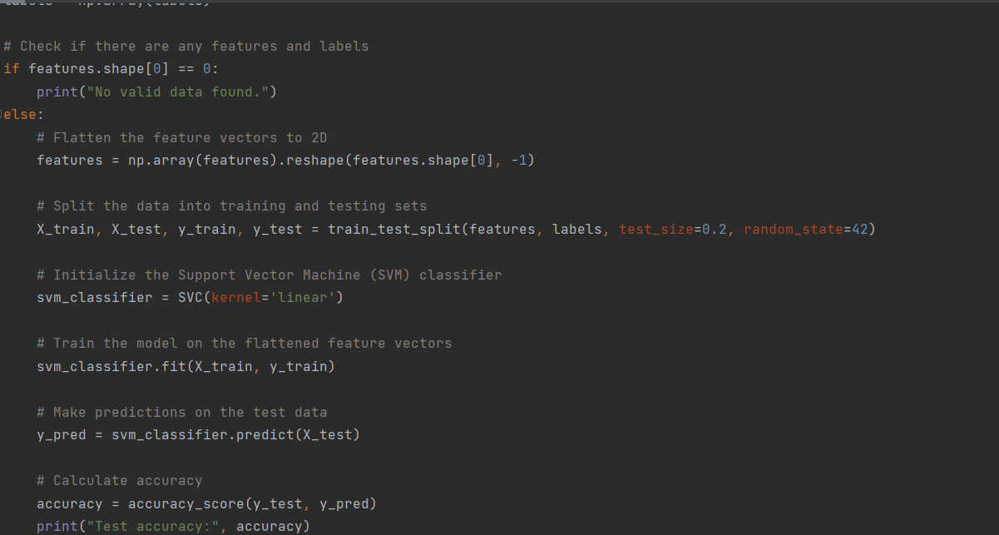 labels = np.array(labels)
# Check if there are any features and labels
if features.shape[0] == 0:
    print("No valid data found.")
else:
    # Flatten the feature vectors to 2D
    features = np.array(features).reshape(features.shape[0], -1)
    # Split the data into training and testing sets
    X_train, X_test, y_train, y_test = train_test_split(features, labels, test_size=0.2, random_state=42)
    # Initialize the Support Vector Machine (SVM) classifier
    svm_classifier = SVC(kernel='linear')
    # Train the model on the flattened feature vectors
    svm_classifier.fit(X_train, y_train)
    # Make predictions on the test data
    y_pred = svm_classifier.predict(X_test)
    # Calculate accuracy
    accuracy = accuracy_score(y_test, y_pred)
    print("Test accuracy:", accuracy)